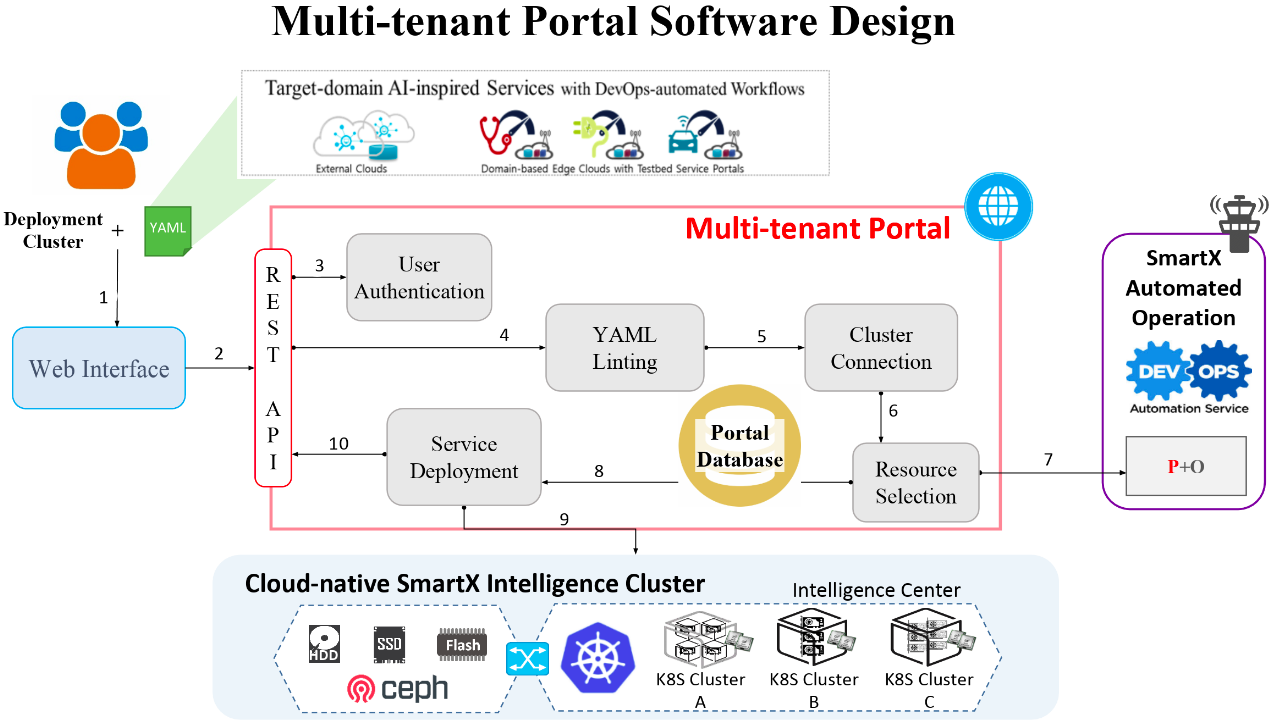 Multi-tenant Portal Software Design
Target-domain AI-inspired Services with DevOps-automated Workflows
External Clouds
Domain-based Edge Clouds with Testbed Service Portals
Deployment
Cluster
+
YAML
1
Web Interface
2
REST API
Multi-tenant Portal
3
User
Authentication
4
YAML
Linting
5
Cluster
Connection
6
Portal
Database
Resource
Selection
7
8
Service
Deployment
10
9
SmartX
Automated
Operation
DEV OPS
Automation Service
P+O
Cloud-native SmartX Intelligence Cluster
Intelligence Center
HDD
SSD
Flash
ceph
K8S Cluster
A
K8S Cluster
B
K8S Cluster
C